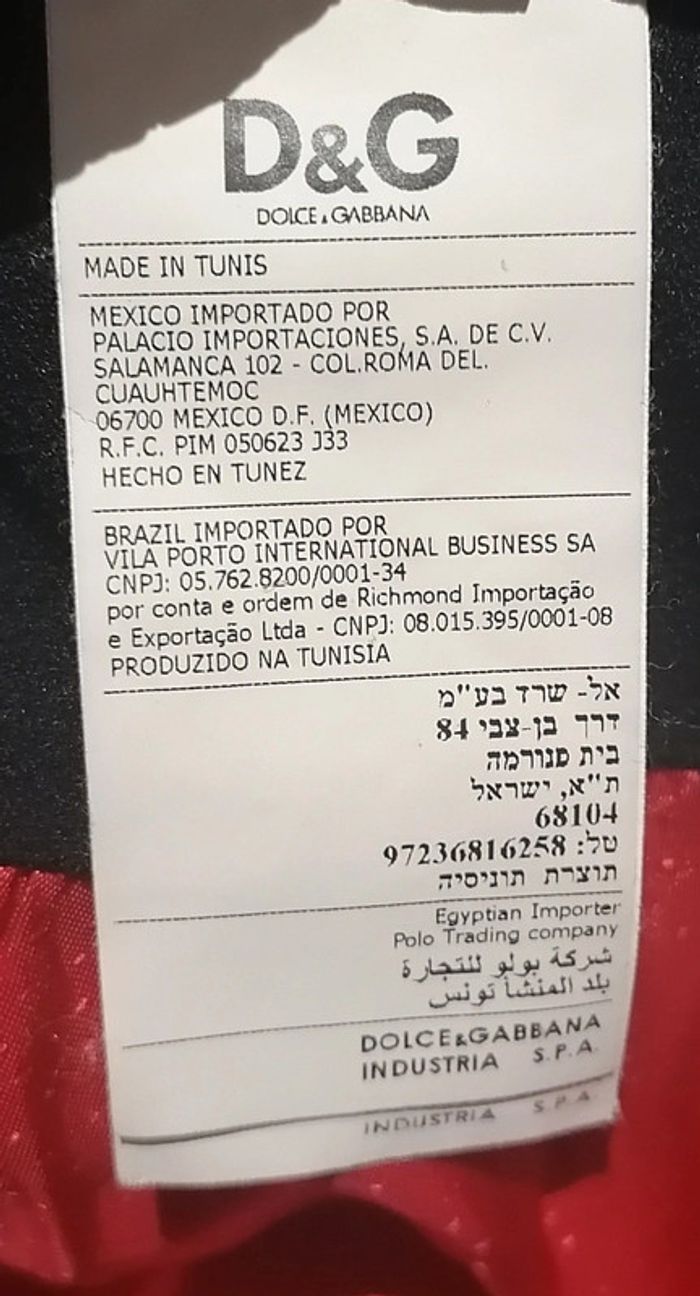 D&G
DOLCE & GABBANA
MADE IN TUNIS
MEXICO IMPORTADO POR
PALACIO IMPORTACIONES, S.A. DE C.V.
SALAMANCA 102 - COL.ROMA DEL.
CUAUHTEMOC
06700 MEXICO D.F. (MEXICO)
R.F.C. PIM 050623 J33
HECHO EN TUNEZ
BRAZIL IMPORTADO POR
VILA PORTO INTERNATIONAL BUSINESS SA
CNPJ: 05.762.8200/0001-34
por conta e ordem de Richmond Importação
e Exportação Ltda - CNPJ: 08.015.395/0001-08
PRODUZIDO NA TUNISIA
אל- שרד בע"מ
דרך בן-צבי 84
בית פנורמה
ת"א, ישראל
68104
טל: 97236816258
תוצרת תוניסיה
Egyptian Importer
Polo Trading company
شركة بولو للتجارة
بلد المنشأ تونس
DOLCE&GABBANA
INDUSTRIA S.P.A.
INDUSTRIA S.P.A.